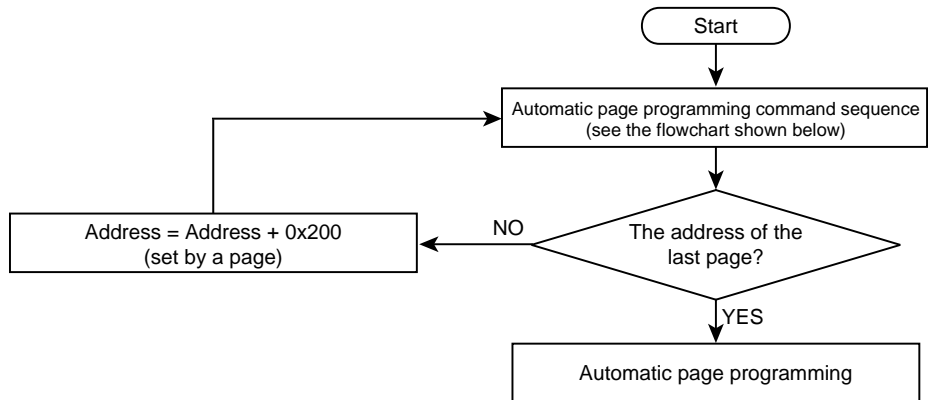 Start
Automatic page programming command sequence
(see the flowchart shown below)
Address = Address + 0x200
(set by a page)
NO
The address of the
last page?
YES
Automatic page programming